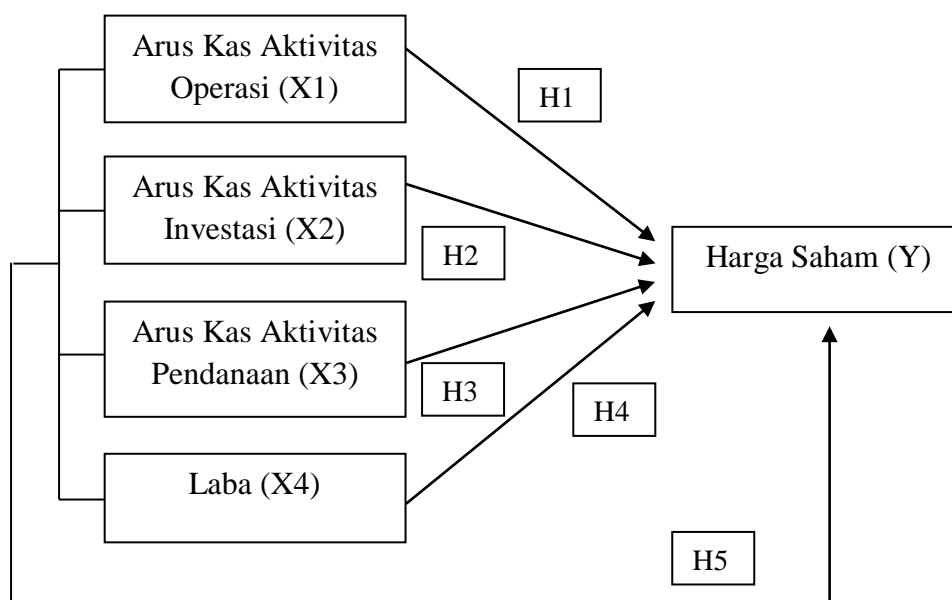 Arus Kas Aktivitas
Operasi (X1)
H1
Arus Kas Aktivitas
Investasi (X2)
H2
Harga Saham (Y)
Arus Kas Aktivitas
Pendanaan (X3)
H3
H4
Laba (X4)
H5